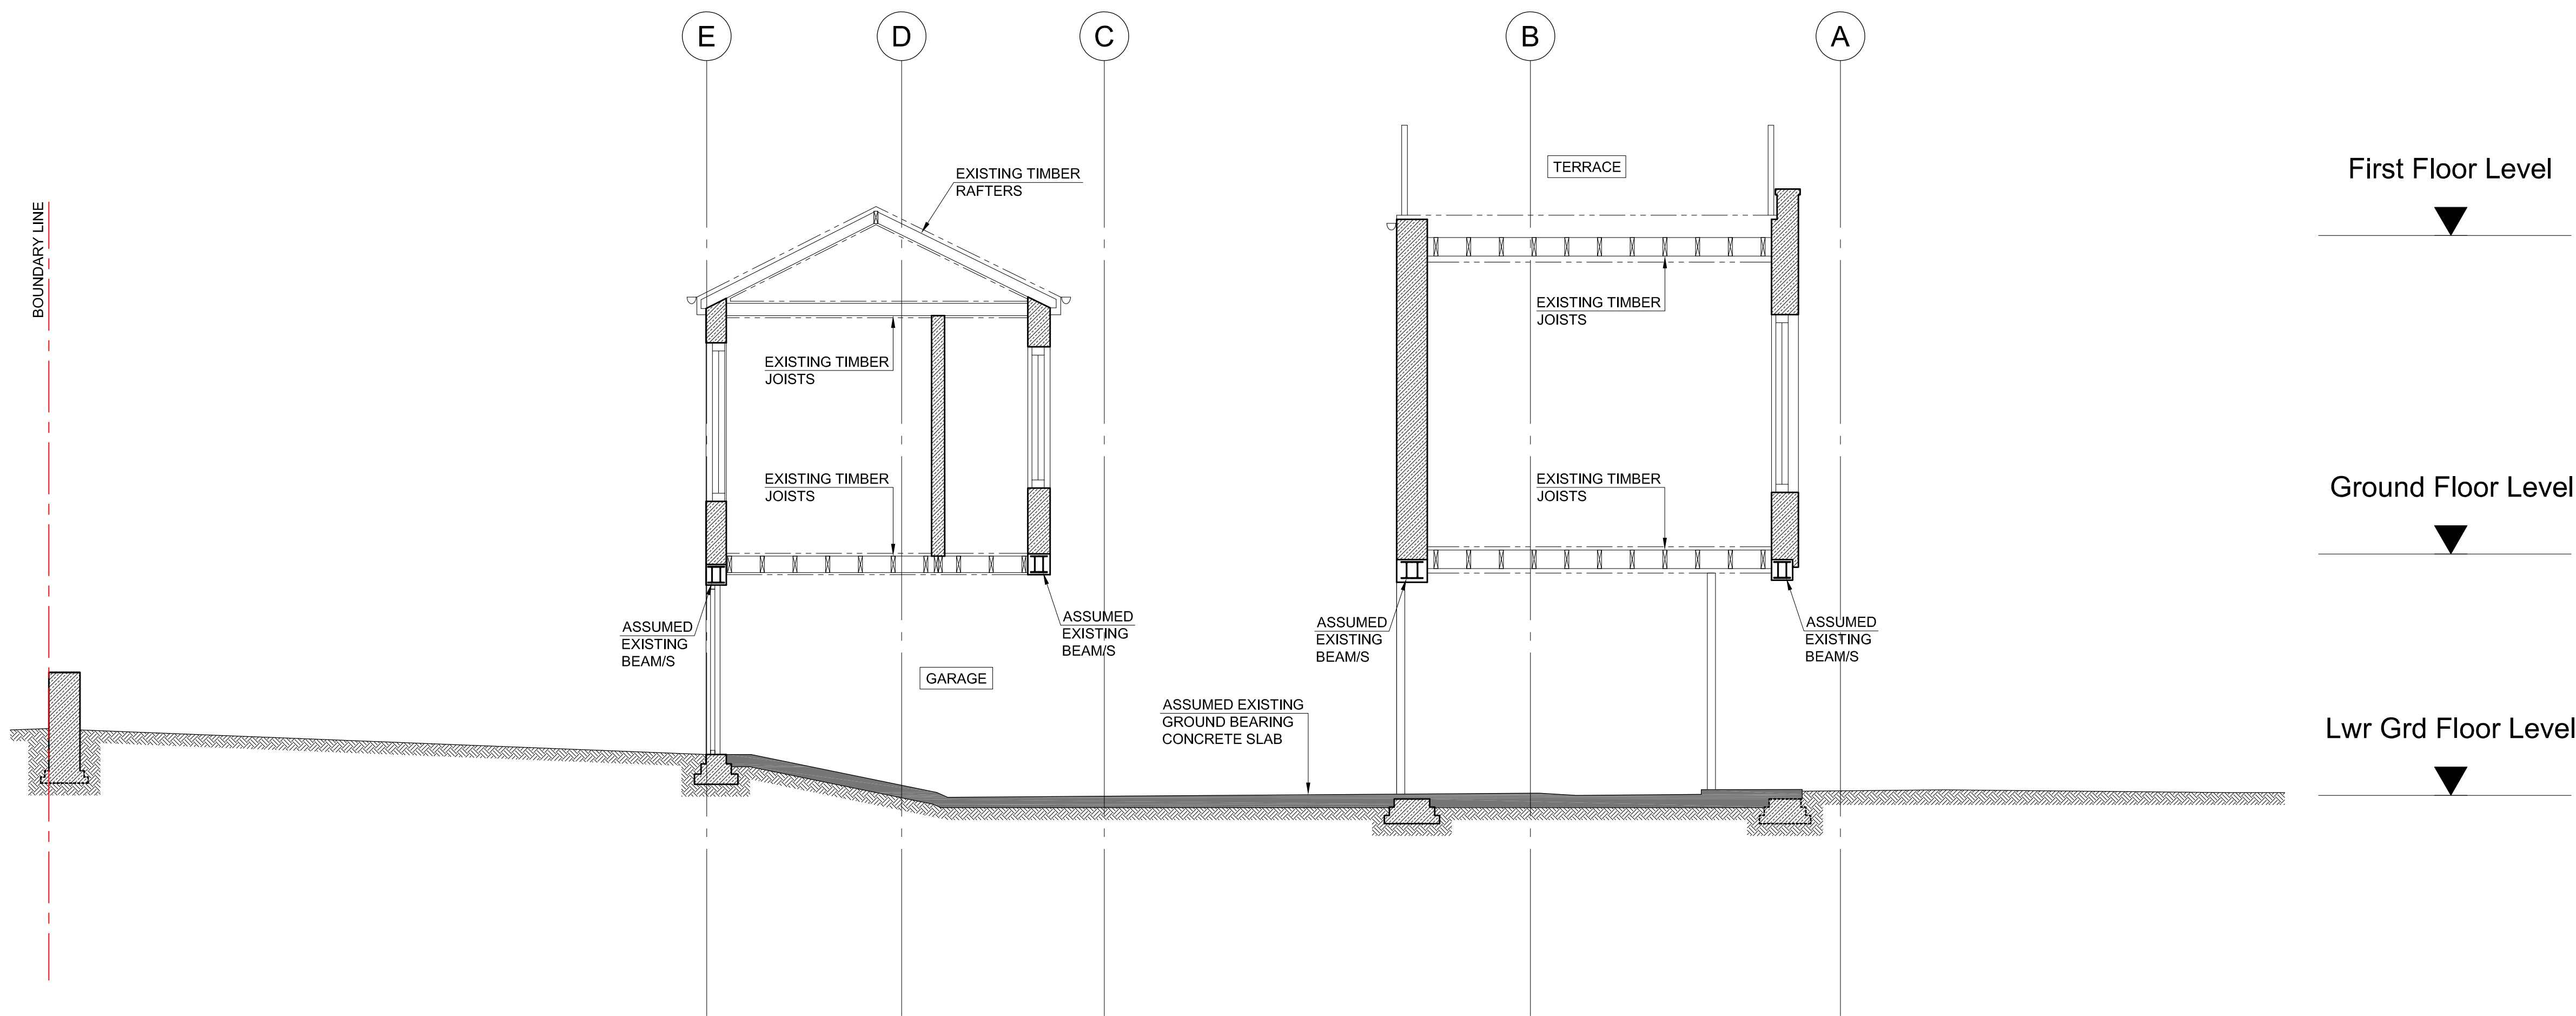 E
D
C
B
A
BOUNDARY LINE
EXISTING TIMBER
RAFTERS
TERRACE
First Floor Level
EXISTING TIMBER
JOISTS
EXISTING TIMBER
JOISTS
EXISTING TIMBER
JOISTS
EXISTING TIMBER
JOISTS
Ground Floor Level
ASSUMED
EXISTING
BEAM/S
ASSUMED
EXISTING
BEAM/S
ASSUMED
EXISTING
BEAM/S
ASSUMED
EXISTING
BEAM/S
GARAGE
ASSUMED EXISTING
GROUND BEARING
CONCRETE SLAB
Lwr Grd Floor Level